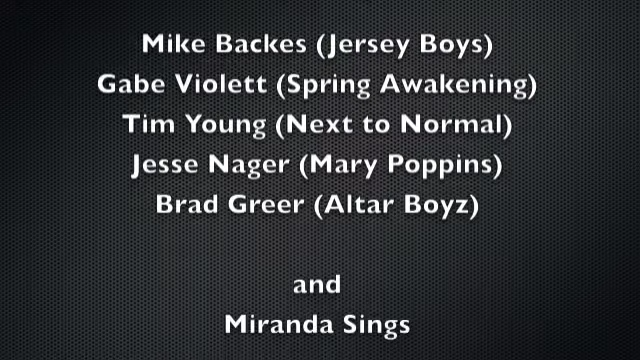 Mike Backes (Jersey Boys)
Gabe Violett (Spring Awakening)
Tim Young (Next to Normal)
Jesse Nager (Mary Poppins)
Brad Greer (Altar Boyz)
and
Miranda Sings